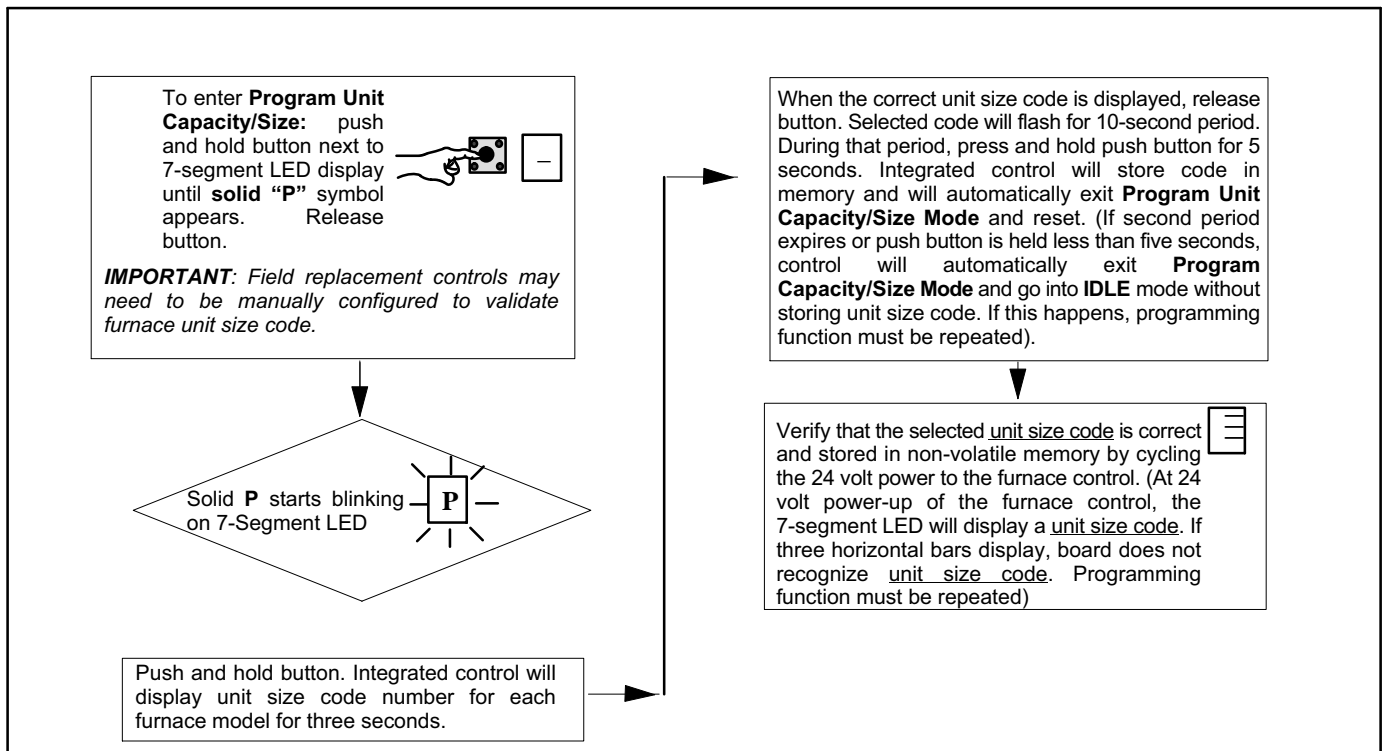 To enter Program Unit
Capacity/Size: push
and hold button next to
7-segment LED display
until solid “P” symbol
appears. Release
button.
IMPORTANT: Field replacement controls may
need to be manually configured to validate
furnace unit size code.
Solid P starts blinking
on 7-Segment LED
P
Push and hold button. Integrated control will
display unit size code number for each
furnace model for three seconds.
When the correct unit size code is displayed, release
button. Selected code will flash for 10-second period.
During that period, press and hold push button for 5
seconds. Integrated control will store code in
memory and will automatically exit Program Unit
Capacity/Size Mode and reset. (If second period
expires or push button is held less than five seconds,
control will automatically exit Program
Capacity/Size Mode and go into IDLE mode without
storing unit size code. If this happens, programming
function must be repeated).
Verify that the selected unit size code is correct
and stored in non-volatile memory by cycling
the 24 volt power to the furnace control. (At 24
volt power-up of the furnace control, the
7-segment LED will display a unit size code. If
three horizontal bars display, board does not
recognize unit size code. Programming
function must be repeated)